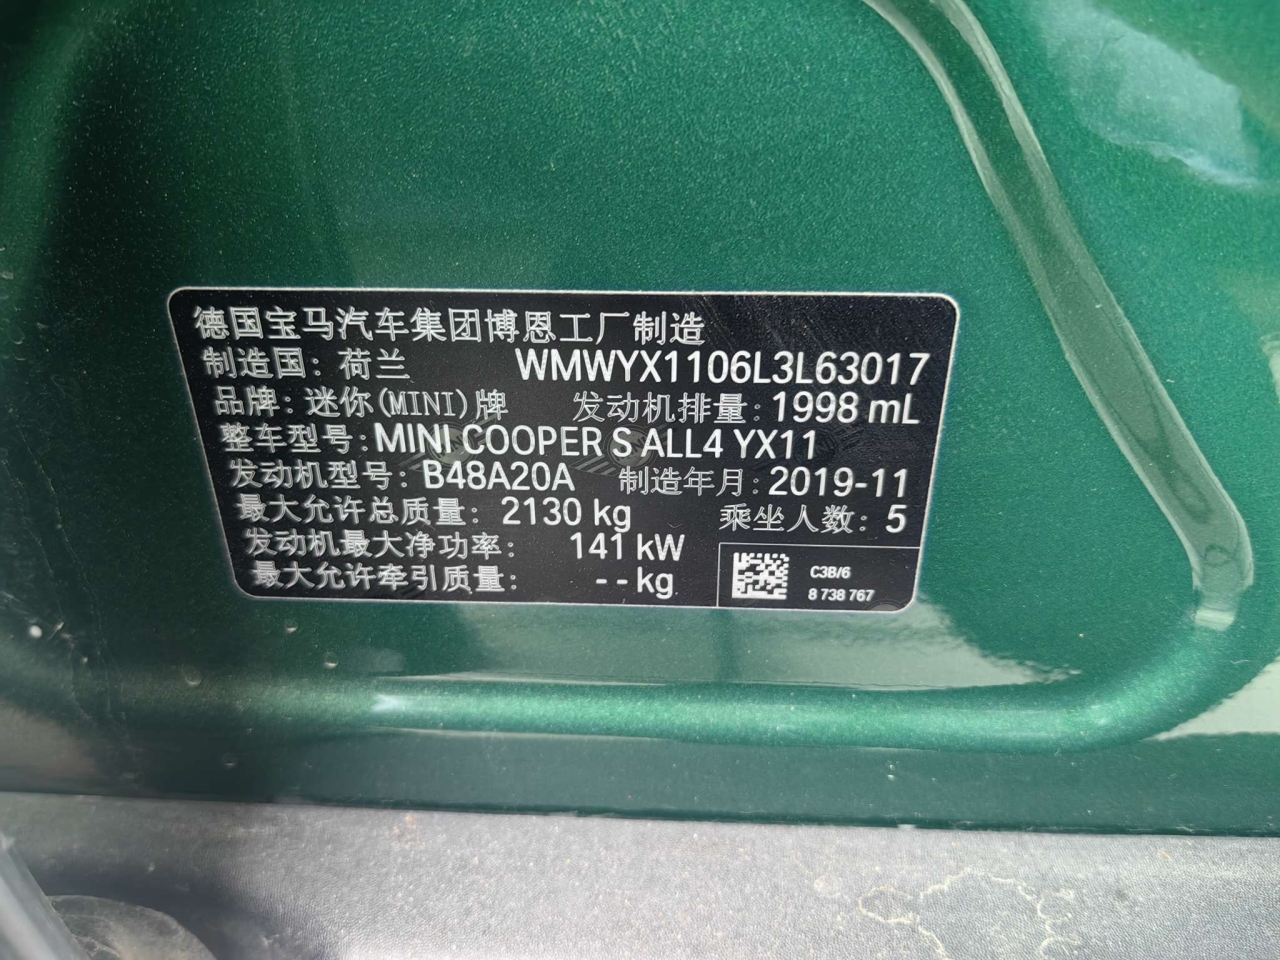 德国宝马汽车集团博恩工厂制造
制造国：荷兰 WMWYX1106L3L63017
品牌：迷你(MINI)牌 发动机排量：1998 mL
整车型号：MINI COOPER S ALL4 YX11
发动机型号：B48A20A 制造年月：2019-11
最大允许总质量：2130 kg 乘坐人数：5
发动机最大净功率：141 kW
最大允许牵引质量：-- kg
C3B/6
8 738 767